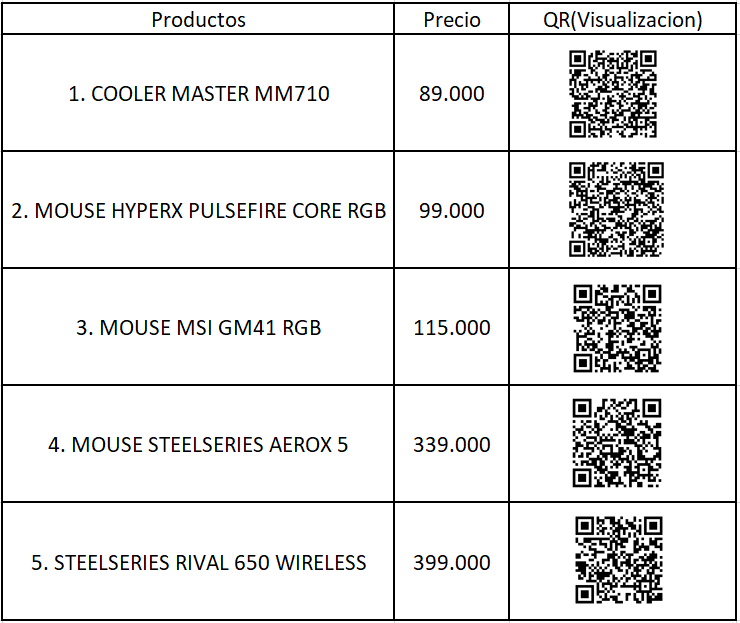 Productos Precio QR(Visualizacion)
1. COOLER MASTER MM710 89.000
2. MOUSE HYPERX PULSEFIRE CORE RGB 99.000
3. MOUSE MSI GM41 RGB 115.000
4. MOUSE STEELSERIES AEROX 5 339.000
5. STEELSERIES RIVAL 650 WIRELESS 399.000